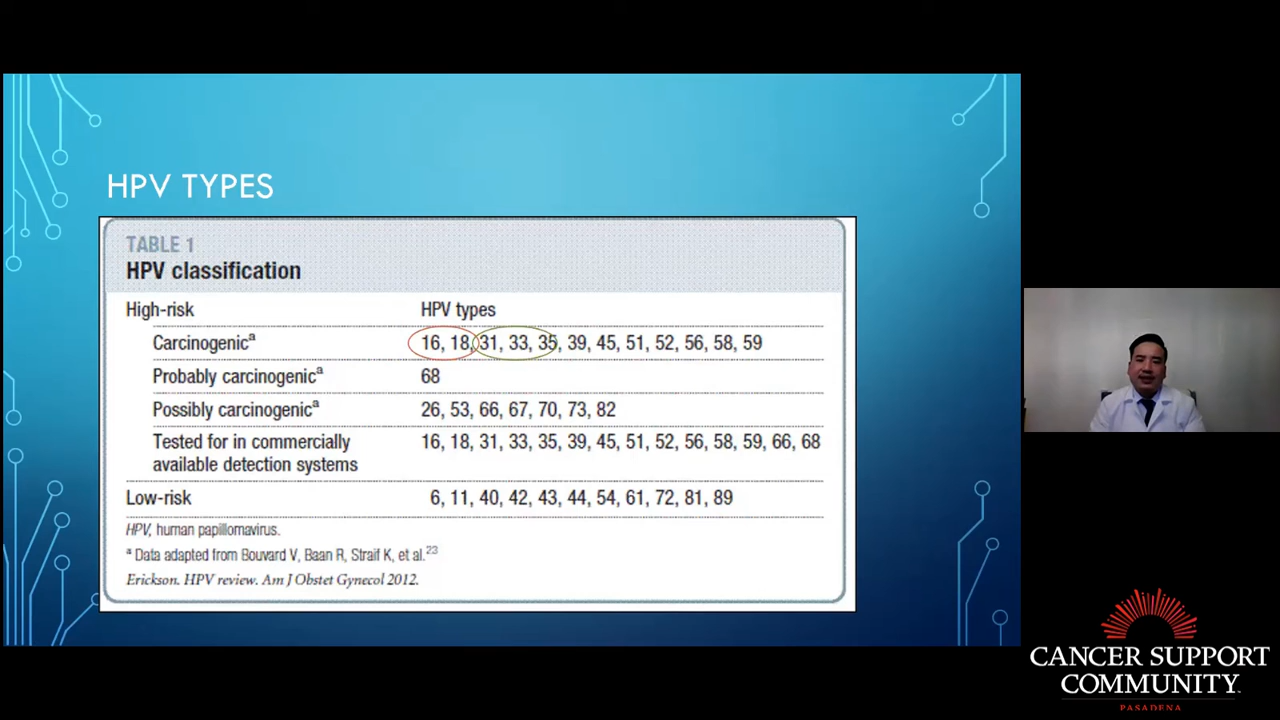 HPV TYPES
TABLE 1
HPV classification
High-risk HPV types
Carcinogenicᵃ 16, 18, 31, 33, 35, 39, 45, 51, 52, 56, 58, 59
Probably carcinogenicᵃ 68
Possibly carcinogenicᵃ 26, 53, 66, 67, 70, 73, 82
Tested for in commercially 16, 18, 31, 33, 35, 39, 45, 51, 52, 56, 58, 59, 66, 68
available detection systems
Low-risk 6, 11, 40, 42, 43, 44, 54, 61, 72, 81, 89
HPV, human papillomavirus.
ᵃ Data adapted from Bouvard V, Baan R, Straif K, et al.²³
Erickson. HPV review. Am J Obstet Gynecol 2012.
CANCER SUPPORT
COMMUNITY
PASADENA